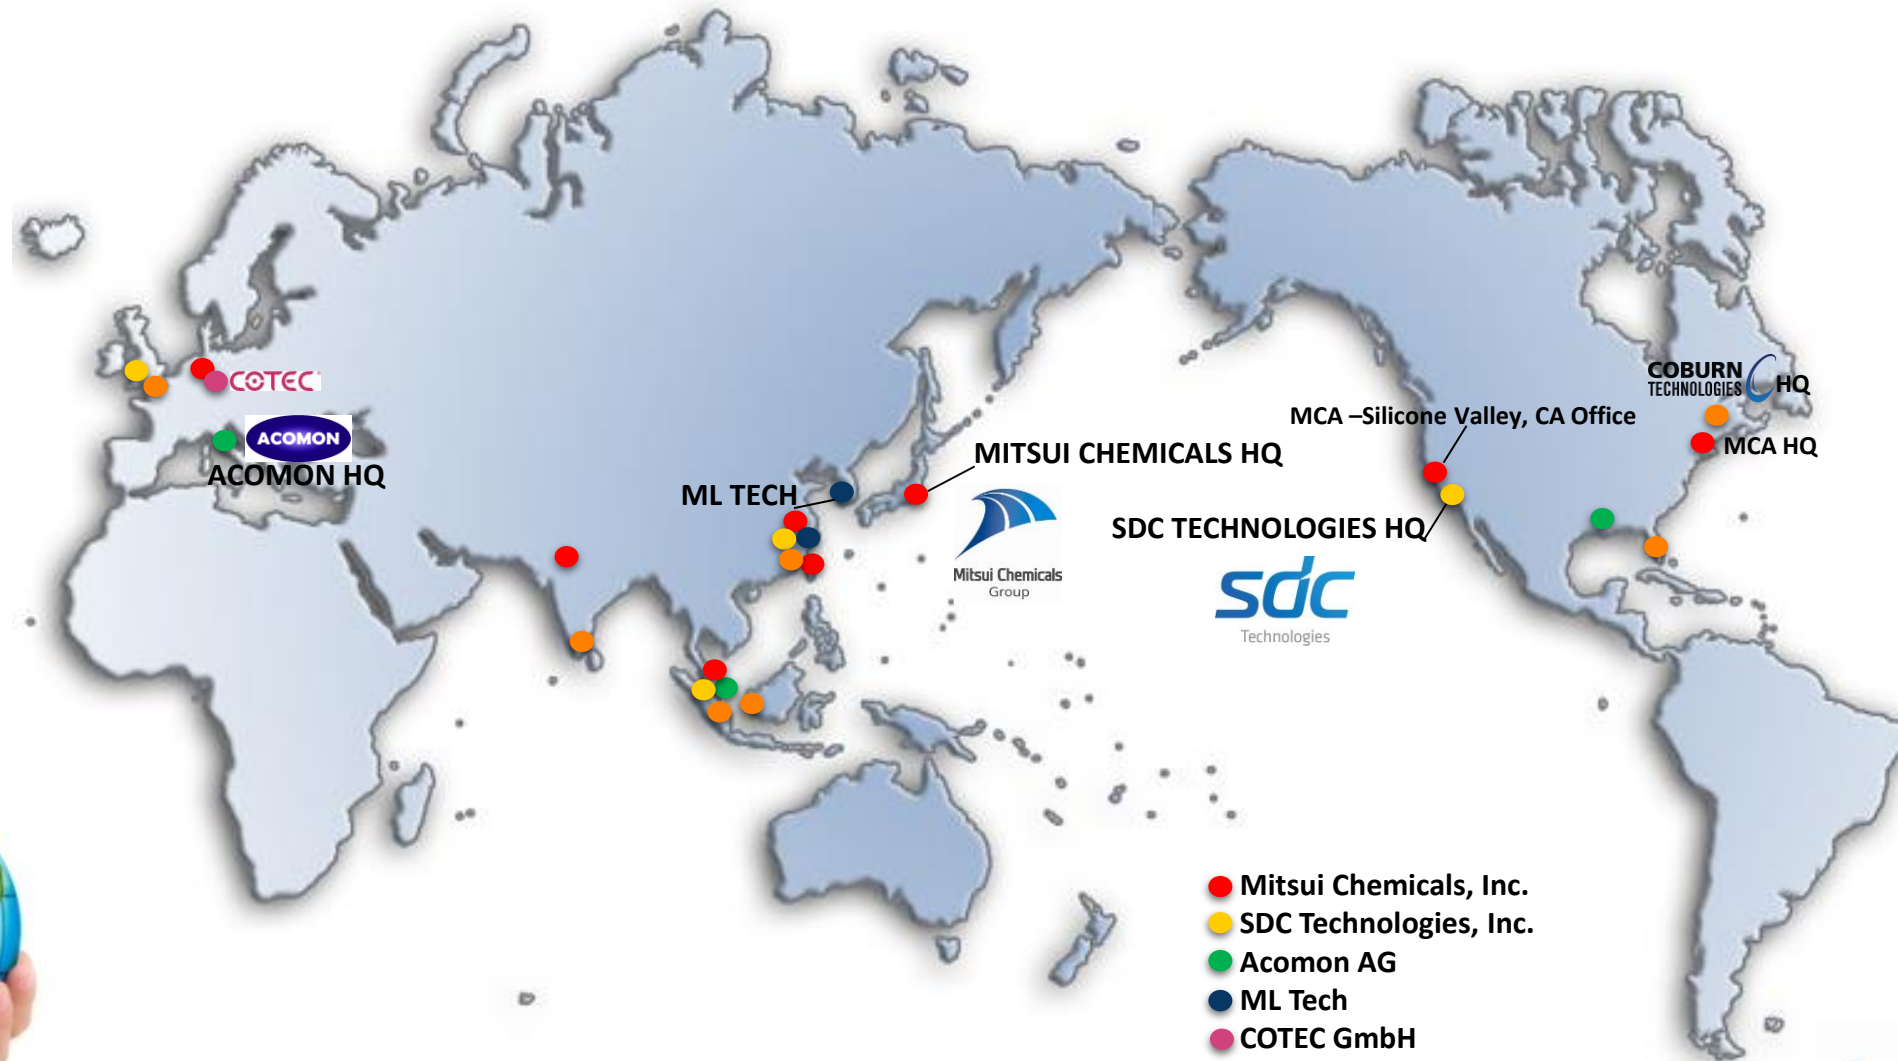 COBURN
TECHNOLOGIES
HQ
COTEC
MCA –Silicone Valley, CA Office
ACOMON
MCA HQ
MITSUI CHEMICALS HQ
ACOMON HQ
ML TECH
SDC TECHNOLOGIES HQ
Mitsui Chemicals
Group
sdc
Technologies
Mitsui Chemicals, Inc.
SDC Technologies, Inc.
Acomon AG
ML Tech
COTEC GmbH